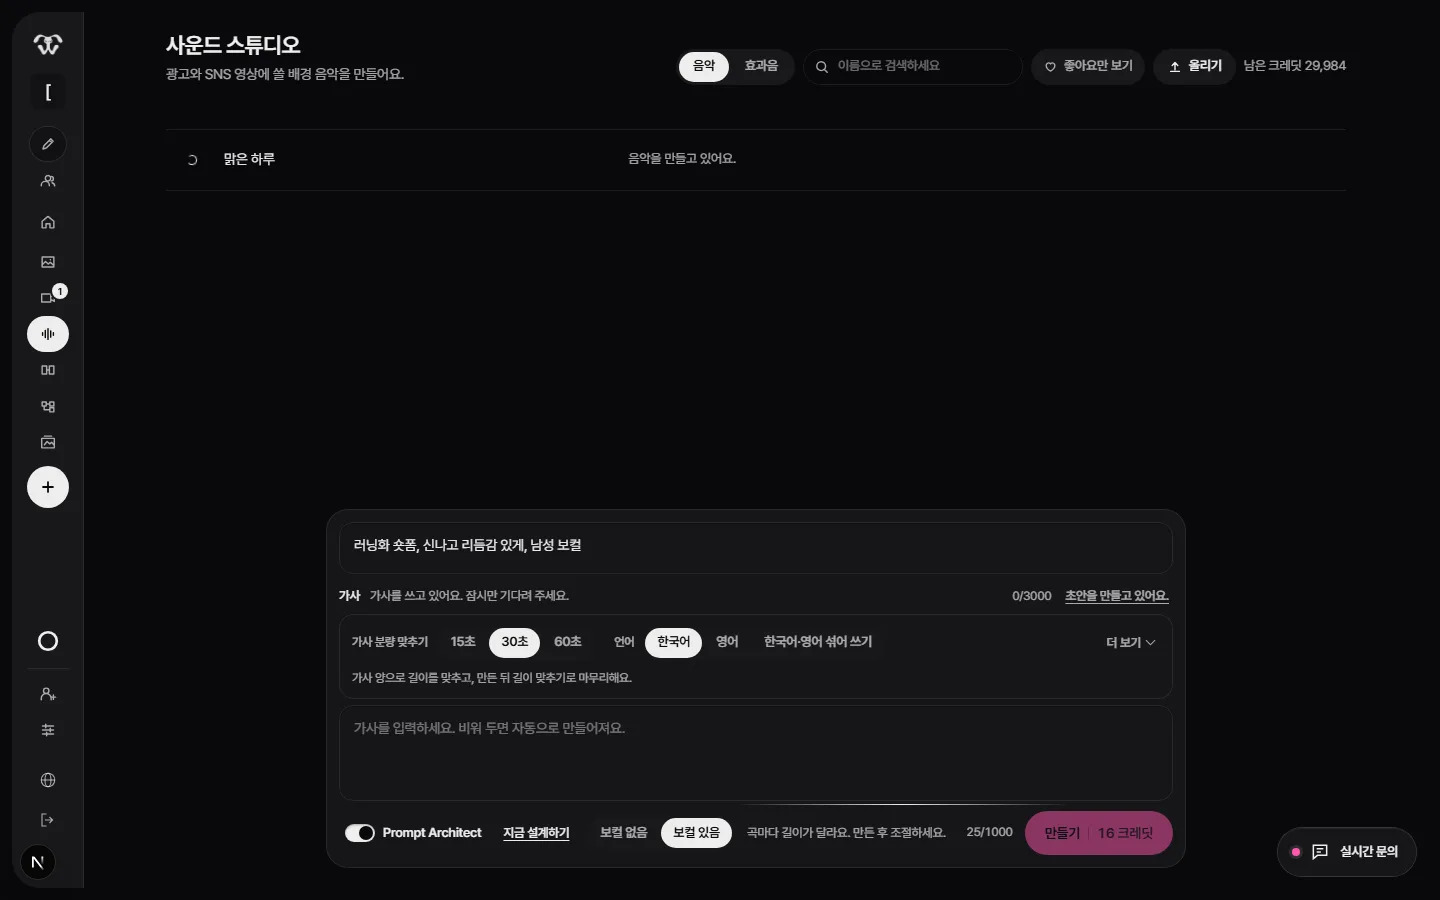 사운드 스튜디오
광고와 SNS 영상에 쓸 배경 음악을 만들어요.
음악 효과음 이름으로 검색하세요 좋아요만 보기 올리기 남은 크레딧 29,984
[
맑은 하루 음악을 만들고 있어요.
1
러닝화 숏폼, 신나고 리듬감 있게, 남성 보컬
가사 가사를 쓰고 있어요. 잠시만 기다려 주세요. 0/3000 초안을 만들고 있어요.
가사 분량 맞추기 15초 30초 60초 언어 한국어 영어 한국어·영어 섞어 쓰기 더 보기
가사 양으로 길이를 맞추고, 만든 뒤 길이 맞추기로 마무리해요.
가사를 입력하세요. 비워 두면 자동으로 만들어져요.
Prompt Architect 지금 설계하기 보컬 없음 보컬 있음 곡마다 길이가 달라요. 만든 후 조절하세요. 25/1000 만들기 16 크레딧
실시간 문의
N